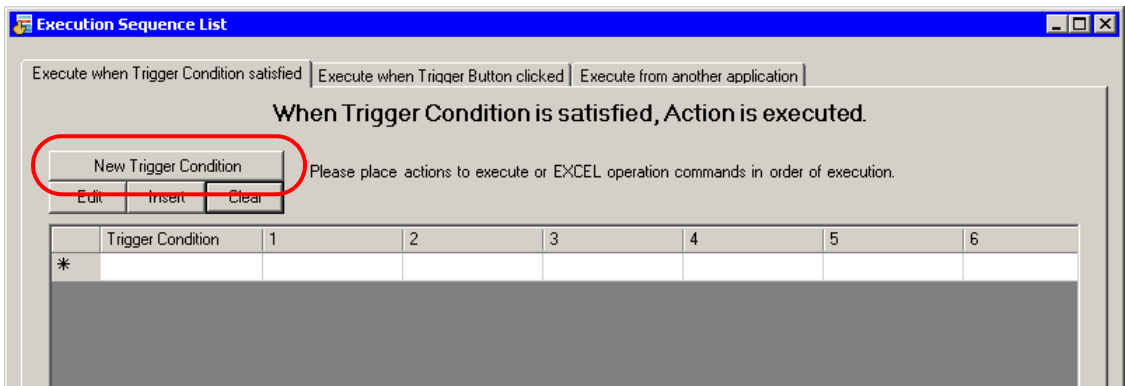 Execution Sequence List
Execute when Trigger Condition satisfied Execute when Trigger Button clicked Execute from another application
When Trigger Condition is satisfied, Action is executed.
New Trigger Condition
Please place actions to execute or EXCEL operation commands in order of execution.
Edit Insert Clear
Trigger Condition 1 2 3 4 5 6
*